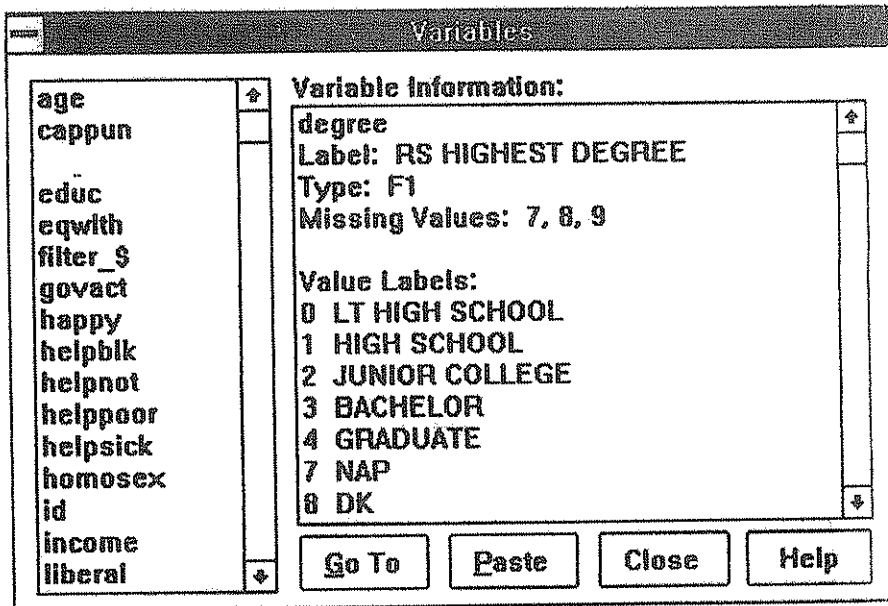 Variables
age
cappun
educ
eqwith
filter_$
govact
happy
helpblk
helpnot
helppoor
helpsick
homosex
id
income
liberal
Variable Information:
degree
Label: RS HIGHEST DEGREE
Type: F1
Missing Values: 7, 8, 9
Value Labels:
0 LT HIGH SCHOOL
1 HIGH SCHOOL
2 JUNIOR COLLEGE
3 BACHELOR
4 GRADUATE
7 NAP
8 DK
Go To
Paste
Close
Help